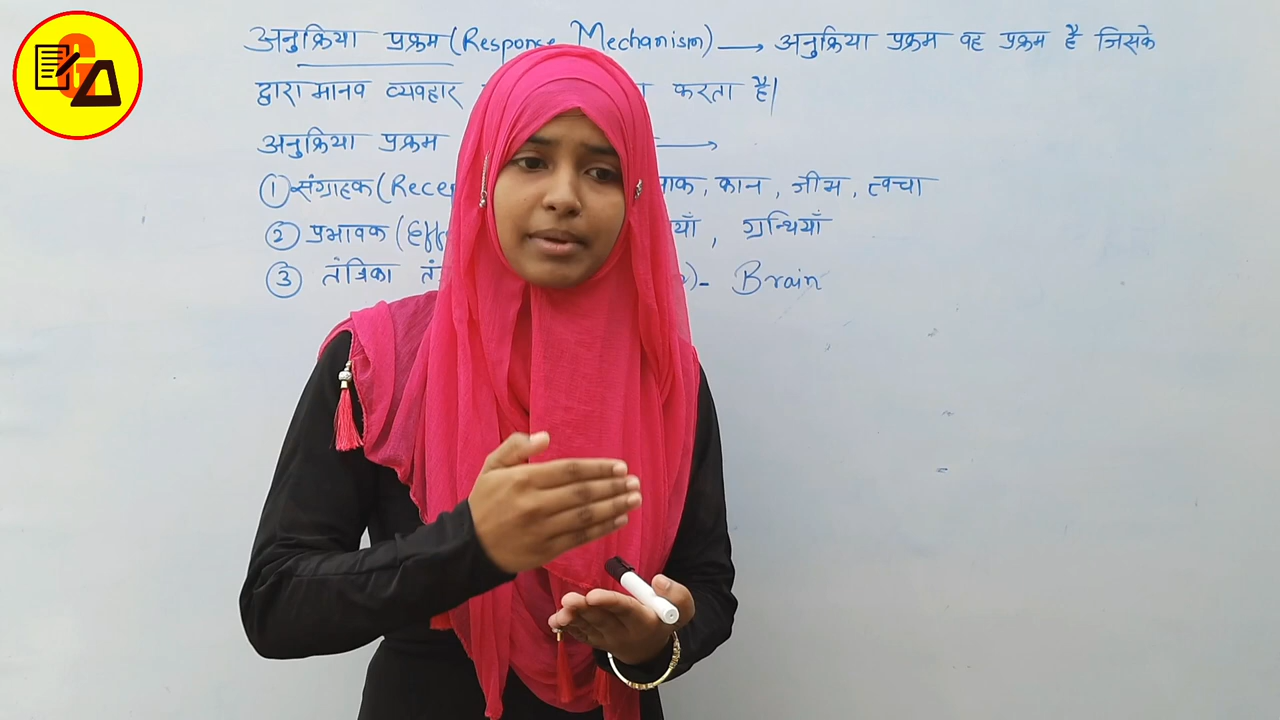 अनुक्रिया प्रक्रम (Response Mechanism) → अनुक्रिया प्रक्रम वह प्रक्रम है जिसके
द्वारा मानव व्यवहार करता है।
अनुक्रिया प्रक्रम →
① संग्राहक (Recep कान, जीभ, त्वचा
② प्रभावक (Eff याँ, ग्रन्थियाँ
③ तंत्रिका तं )- Brain